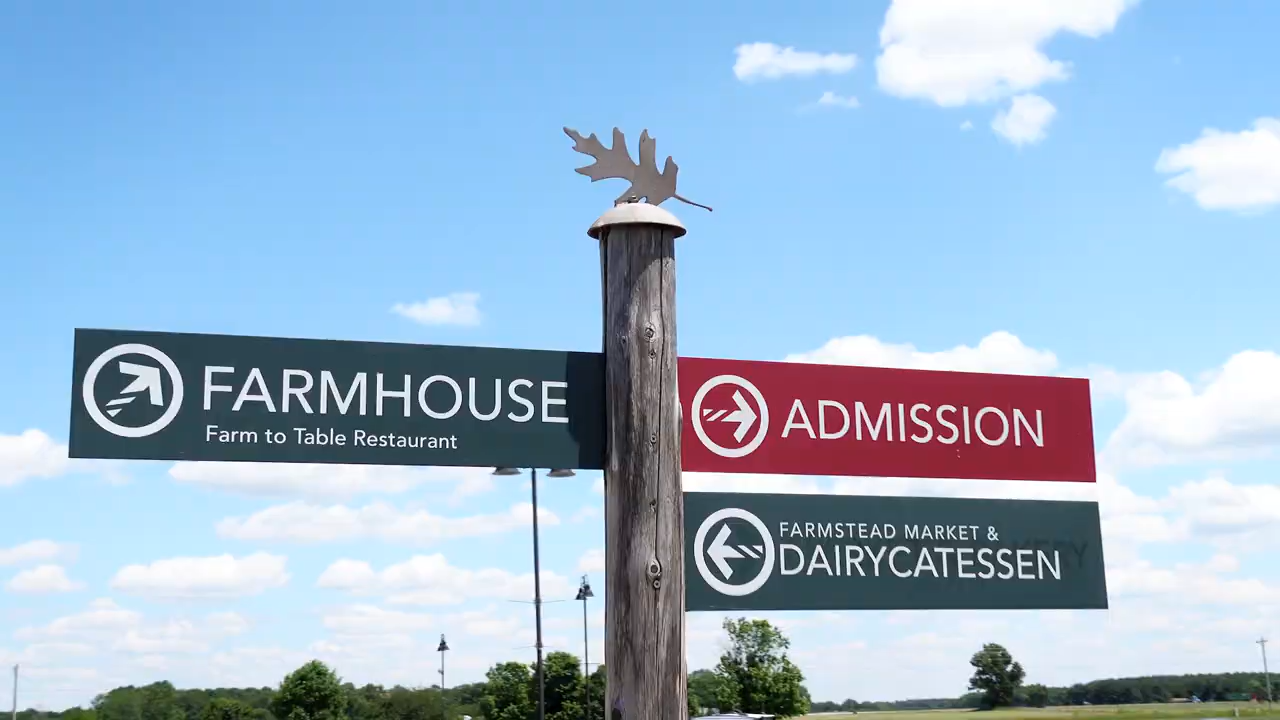 FARMHOUSE
Farm to Table Restaurant
ADMISSION
FARMSTEAD MARKET &
DAIRYCATESSEN